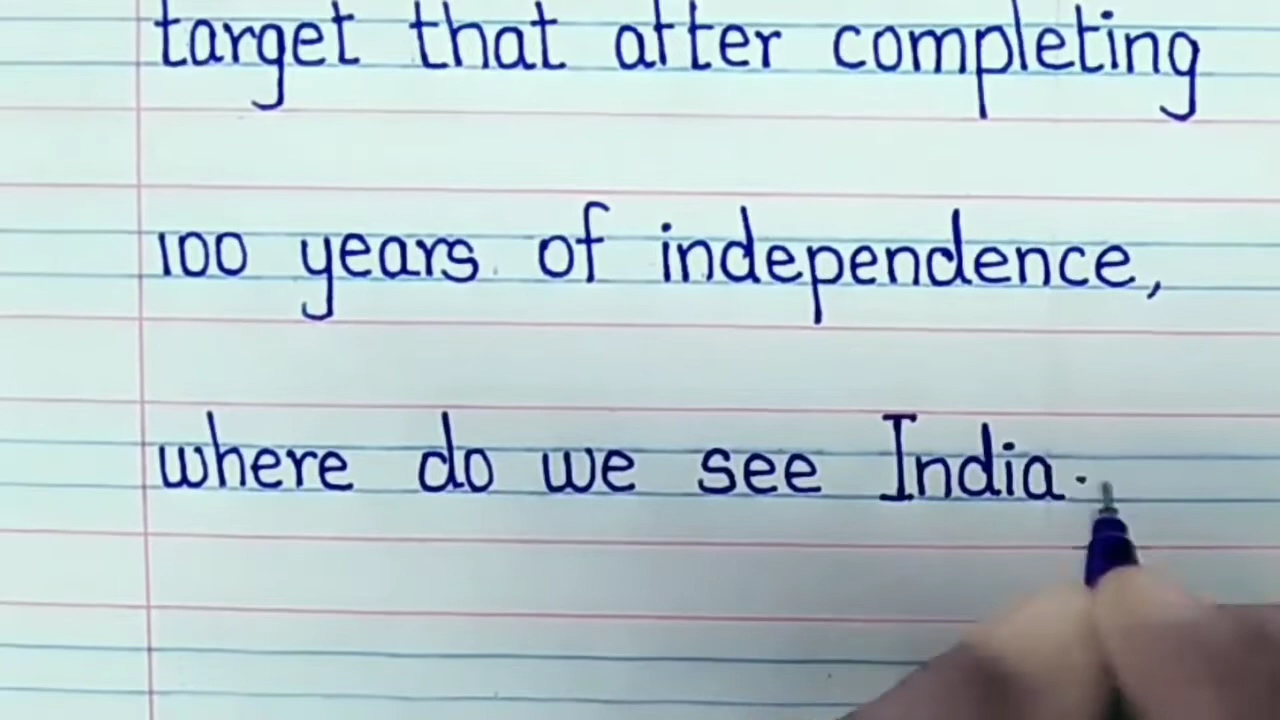 target that after completing
100 years of independence,
where do we see India.